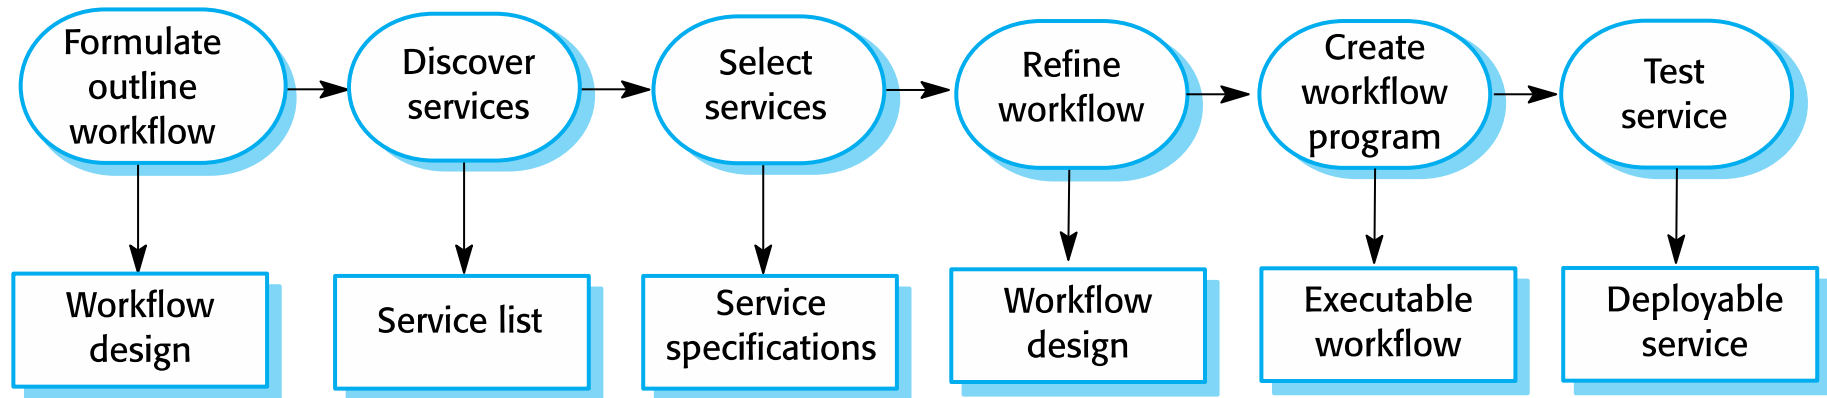 Formulate
outline
workflow
Discover
services
Select
services
Refine
workflow
Create
workflow
program
Test
service
Workflow
design
Service list
Service
specifications
Workflow
design
Executable
workflow
Deployable
service